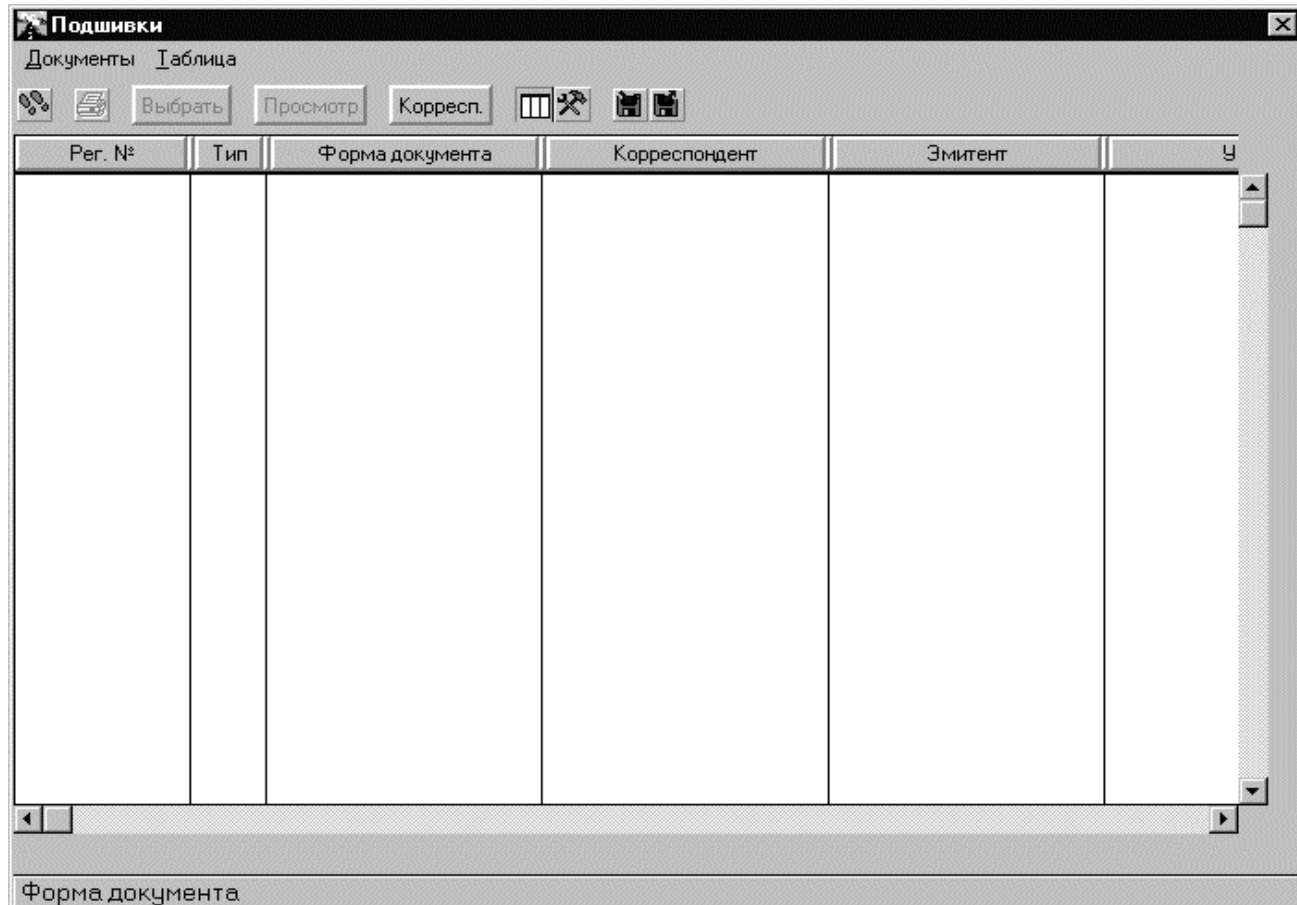 Подшивки
Документы Таблица
Выбрать Просмотр Корресп.
Рег. № Тип Форма документа Корреспондент Эмитент У
Форма документа